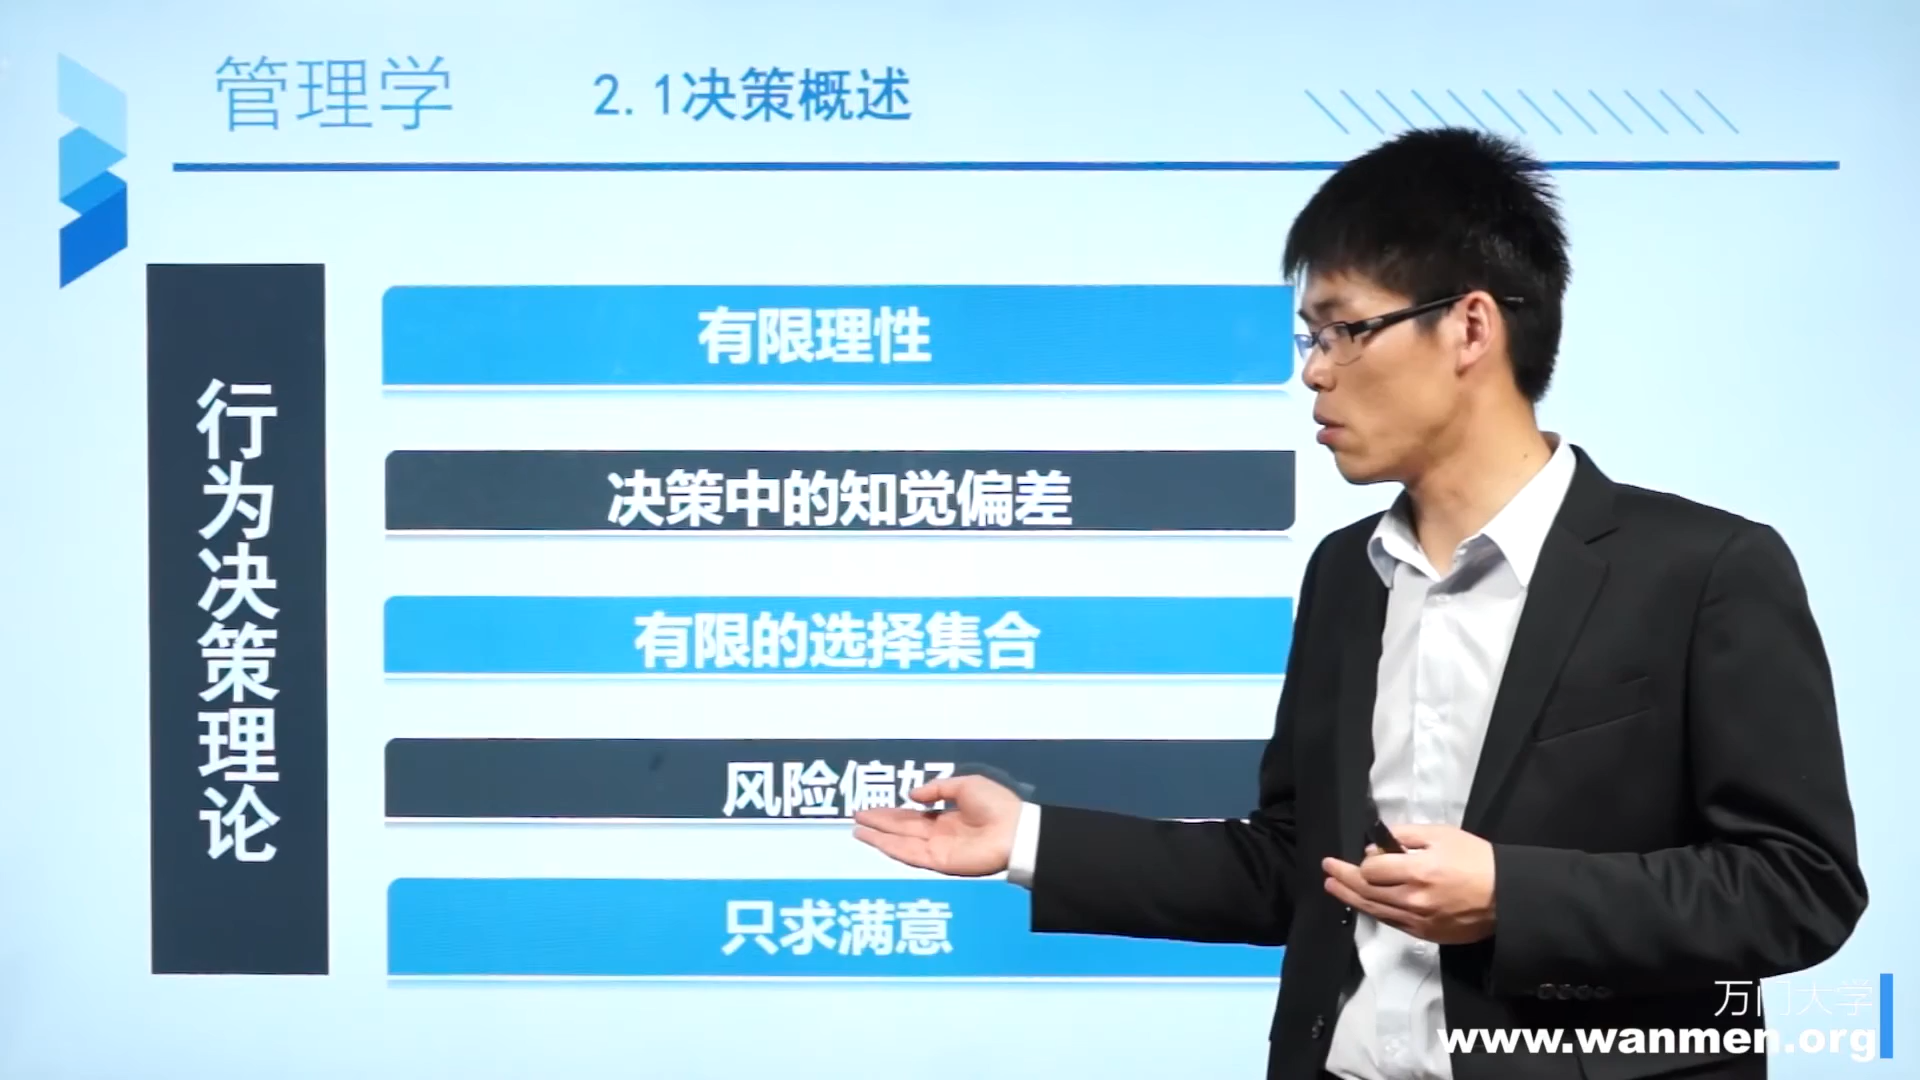 管理学
2.1决策概述
行为决策理论
有限理性
决策中的知觉偏差
有限的选择集合
风险偏好
只求满意
万门大学
www.wanmen.org